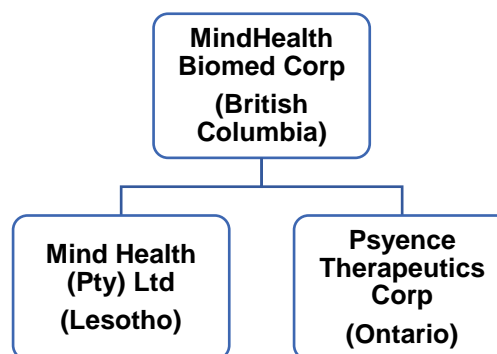 MindHealth
Biomed Corp
(British
Columbia)
Mind Health
(Pty) Ltd
(Lesotho)
Psyence
Therapeutics
Corp
(Ontario)